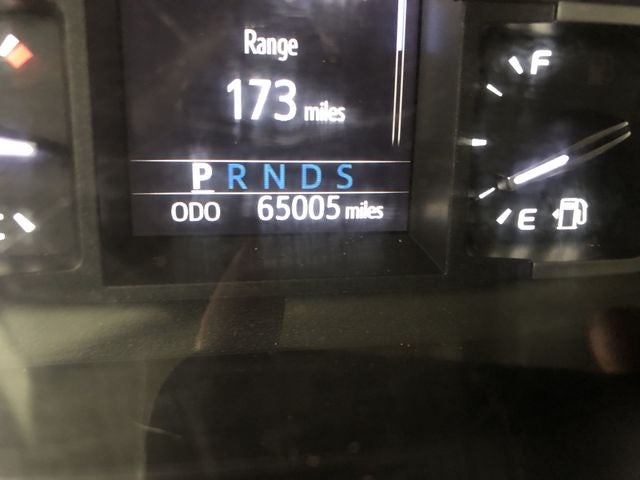 Range
173 miles
F
P R N D S
ODO 65005 miles
E